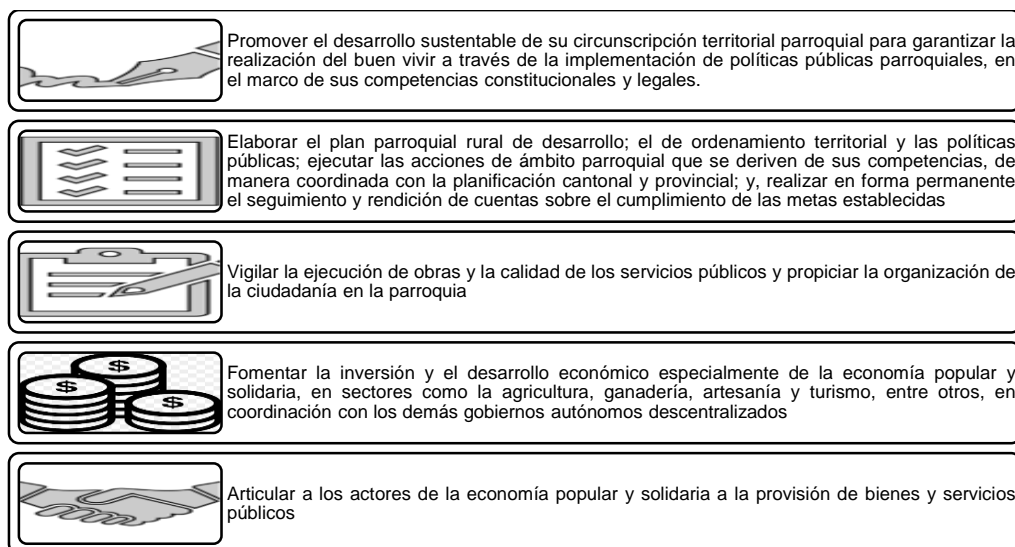 Promover el desarrollo sustentable de su circunscripción territorial parroquial para garantizar la
realización del buen vivir a través de la implementación de políticas públicas parroquiales, en
el marco de sus competencias constitucionales y legales.
Elaborar el plan parroquial rural de desarrollo; el de ordenamiento territorial y las políticas
públicas; ejecutar las acciones de ámbito parroquial que se deriven de sus competencias, de
manera coordinada con la planificación cantonal y provincial; y, realizar en forma permanente
el seguimiento y rendición de cuentas sobre el cumplimiento de las metas establecidas
Vigilar la ejecución de obras y la calidad de los servicios públicos y propiciar la organización de
la ciudadanía en la parroquia
$
$
$
Fomentar la inversión y el desarrollo económico especialmente de la economía popular y
solidaria, en sectores como la agricultura, ganadería, artesanía y turismo, entre otros, en
coordinación con los demás gobiernos autónomos descentralizados
Articular a los actores de la economía popular y solidaria a la provisión de bienes y servicios
públicos